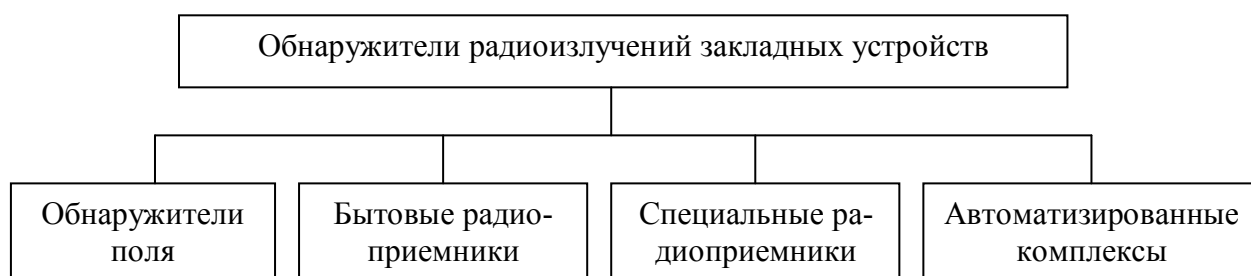 Обнаружители радиоизлучений закладных устройств
Обнаружители
поля
Бытовые радио-
приемники
Специальные ра-
диоприемники
Автоматизированные
комплексы